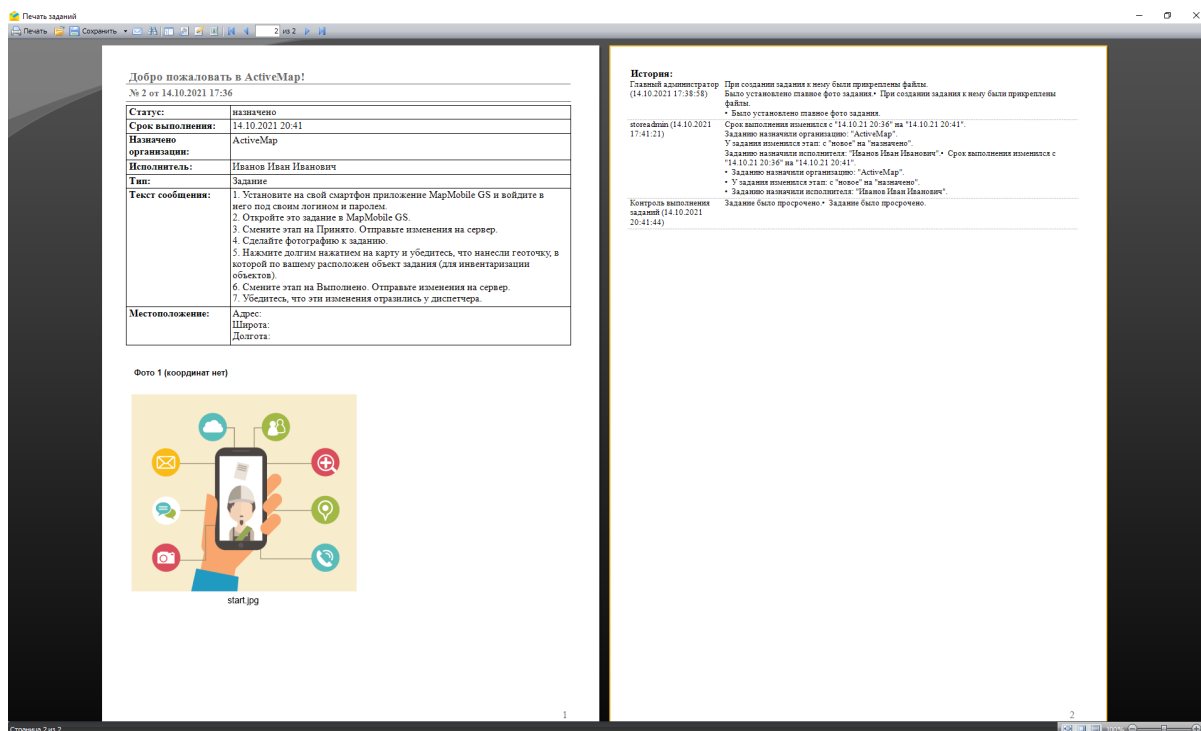 Печать заданий
Печать
Сохранить
2 из 2
Добро пожаловать в ActiveMap!
№ 2 от 14.10.2021 17:36
Статус: назначено
Срок выполнения: 14.10.2021 20:41
Назначено ActiveMap
организации:
Исполнитель: Иванов Иван Иванович
Тип: Задание
Текст сообщения: 1. Установите на свой смартфон приложение MapMobile GS и войдите в
него под своим логином и паролем.
2. Откройте это задание в MapMobile GS.
3. Смените этап на Принято. Отправьте изменения на сервер.
4. Сделайте фотографию к заданию.
5. Нажмите долгим нажатием на карту и убедитесь, что нанесли геоточку, в
которой по вашему расположен объект задания (для инвентаризации
объектов).
6. Смените этап на Выполнено. Отправьте изменения на сервер.
7. Убедитесь, что эти изменения отразились у диспетчера.
Местоположение: Адрес:
Широта:
Долгота:
Фото 1 (координат нет)
start.jpg
1
История:
Главный администратор При создании задания к нему были прикреплены файлы.
(14.10.2021 17:38:58) Было установлено главное фото задания.• При создании задания к нему были прикреплены
файлы.
• Было установлено главное фото задания.
storeadmin (14.10.2021 Срок выполнения изменился с "14.10.21 20:36" на "14.10.21 20:41".
17:41:21) Заданию назначили организацию: "ActiveMap".
У задания изменился этап: с "новое" на "назначено".
Заданию назначили исполнителя: "Иванов Иван Иванович".• Срок выполнения изменился с
"14.10.21 20:36" на "14.10.21 20:41".
• Заданию назначили организацию: "ActiveMap".
• У задания изменился этап: с "новое" на "назначено".
• Заданию назначили исполнителя: "Иванов Иван Иванович".
Контроль выполнения Задание было просрочено.• Задание было просрочено.
заданий (14.10.2021
20:41:44)
2
Страница 2 из 2
100%